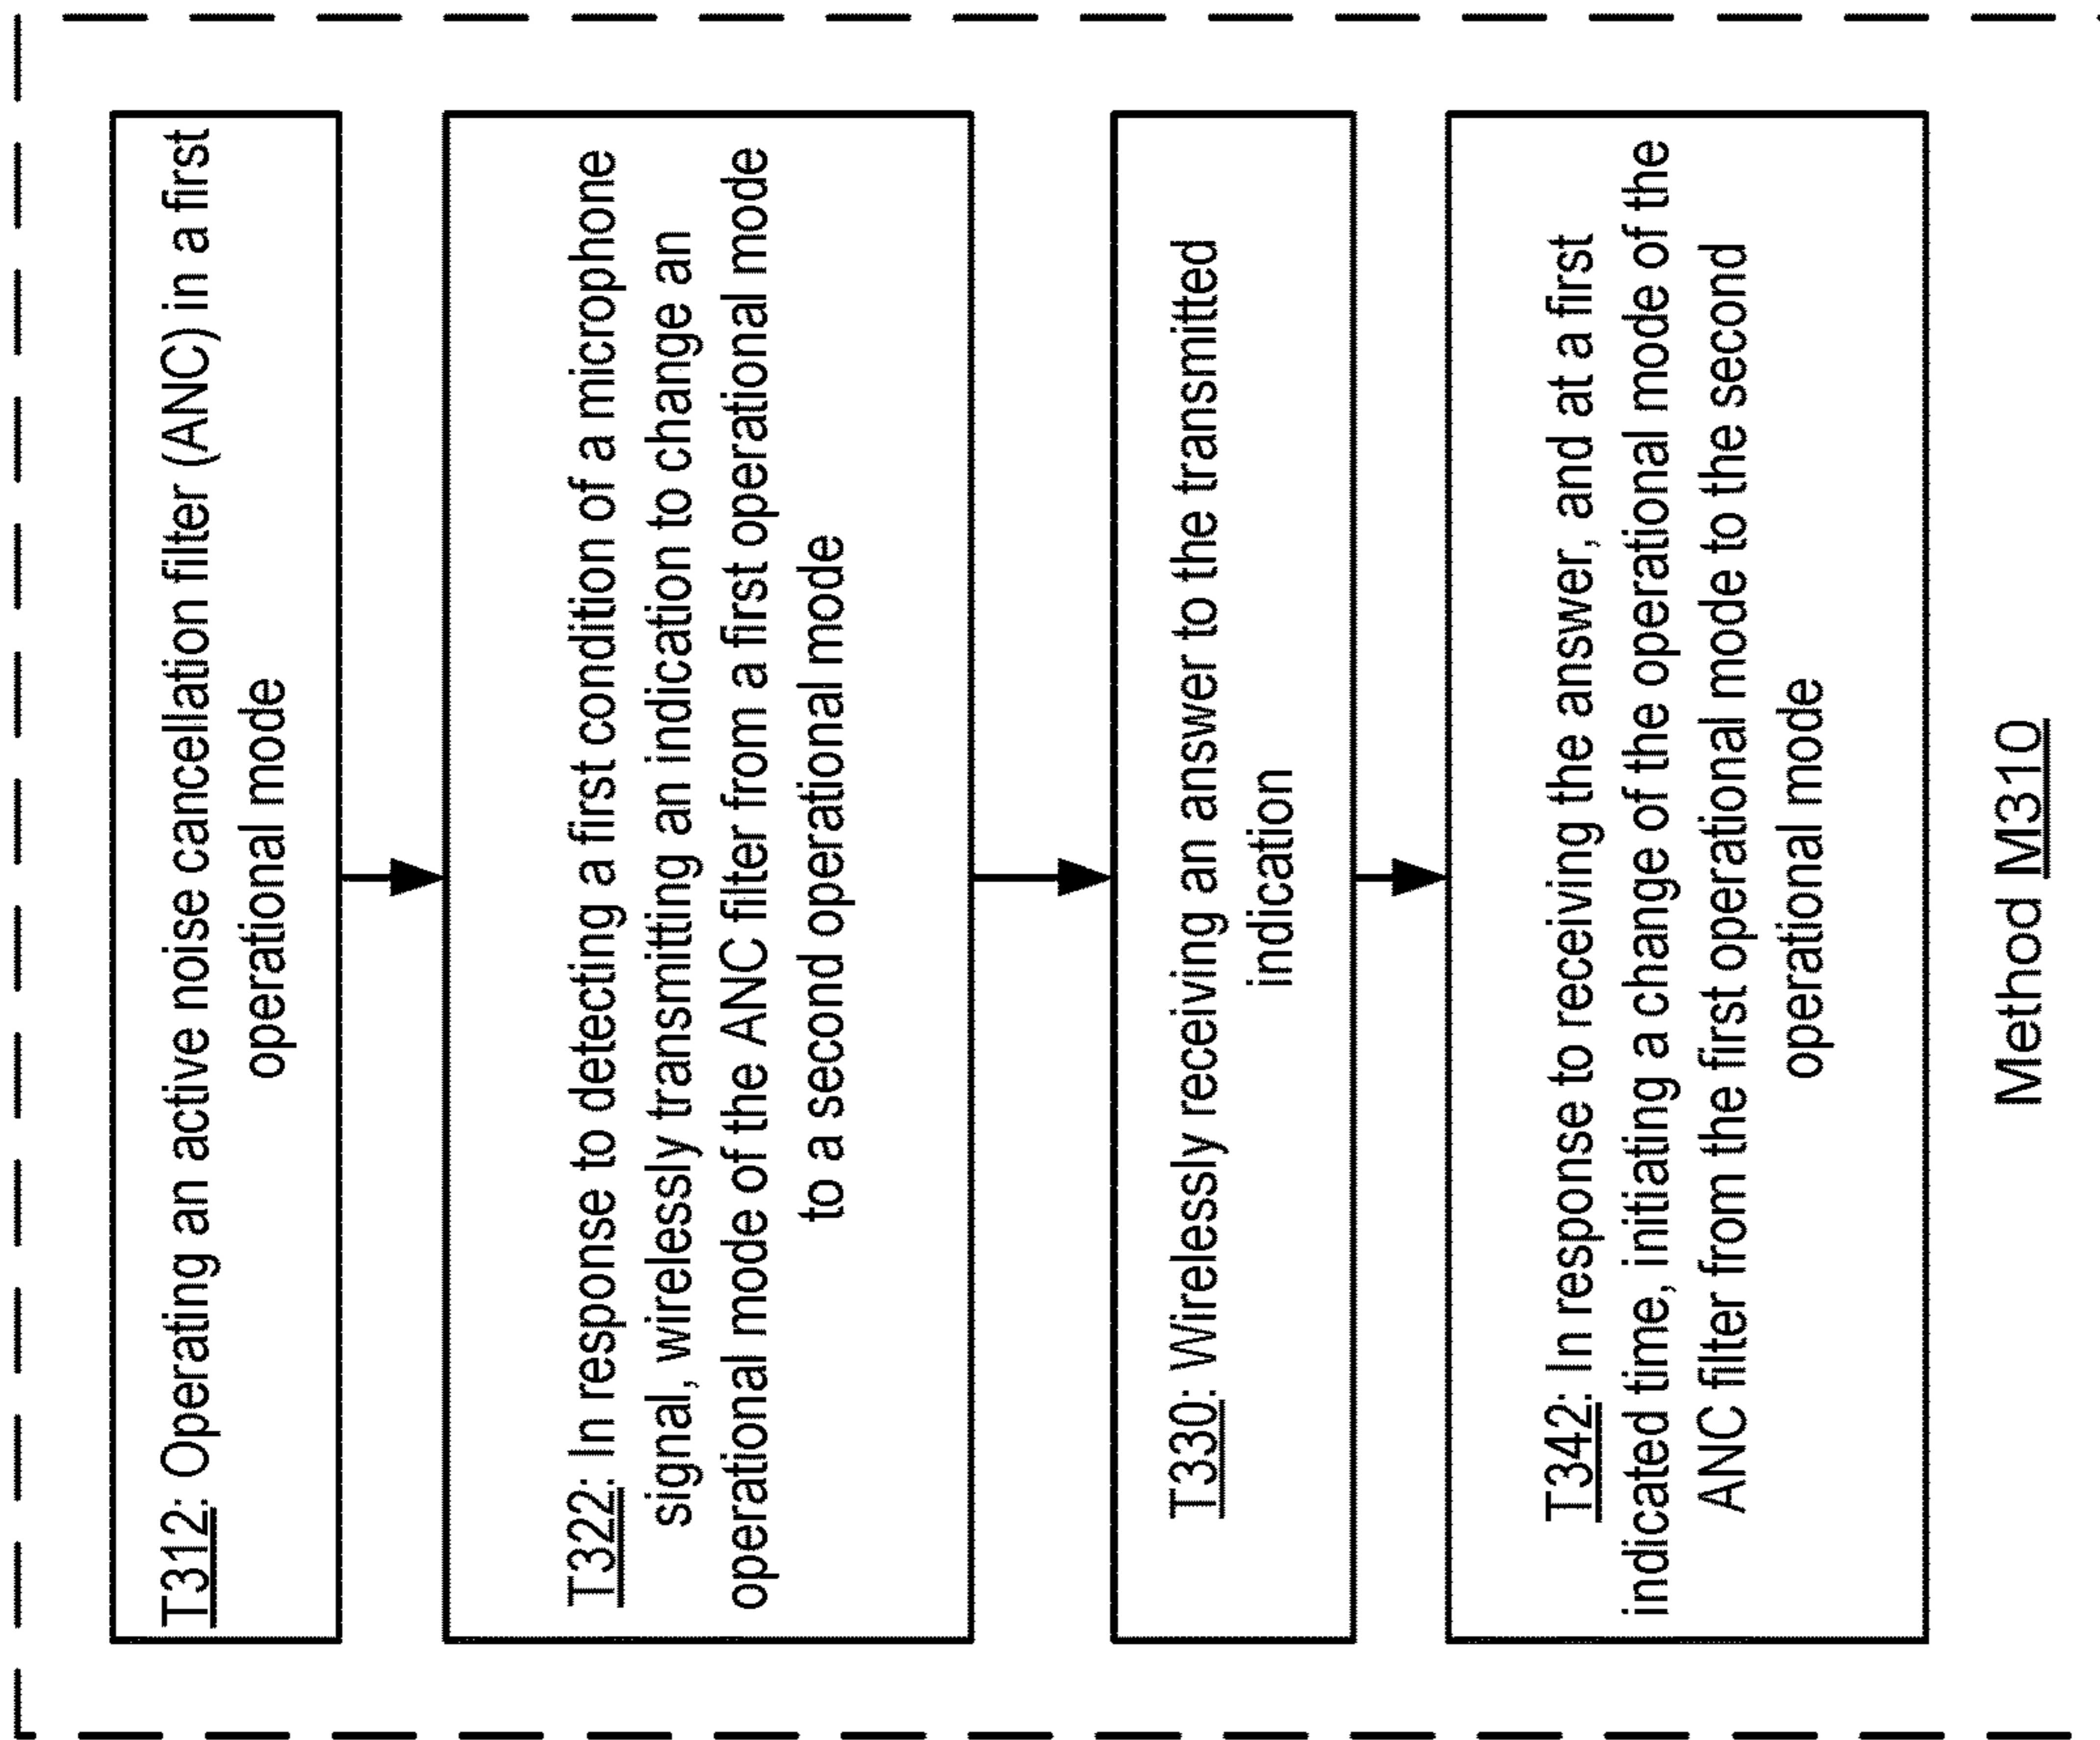 T312: Operating an active noise cancellation filter (ANC) in a first
operational mode
T322: In response to detecting a first condition of a microphone
signal, wirelessly transmitting an indication to change an
operational mode of the ANC filter from a first operational mode
to a second operational mode
T330: Wirelessly receiving an answer to the transmitted
indication
T342: In response to receiving the answer, and at a first
indicated time, initiating a change of the operational mode of the
ANC filter from the first operational mode to the second
operational mode
Method M310